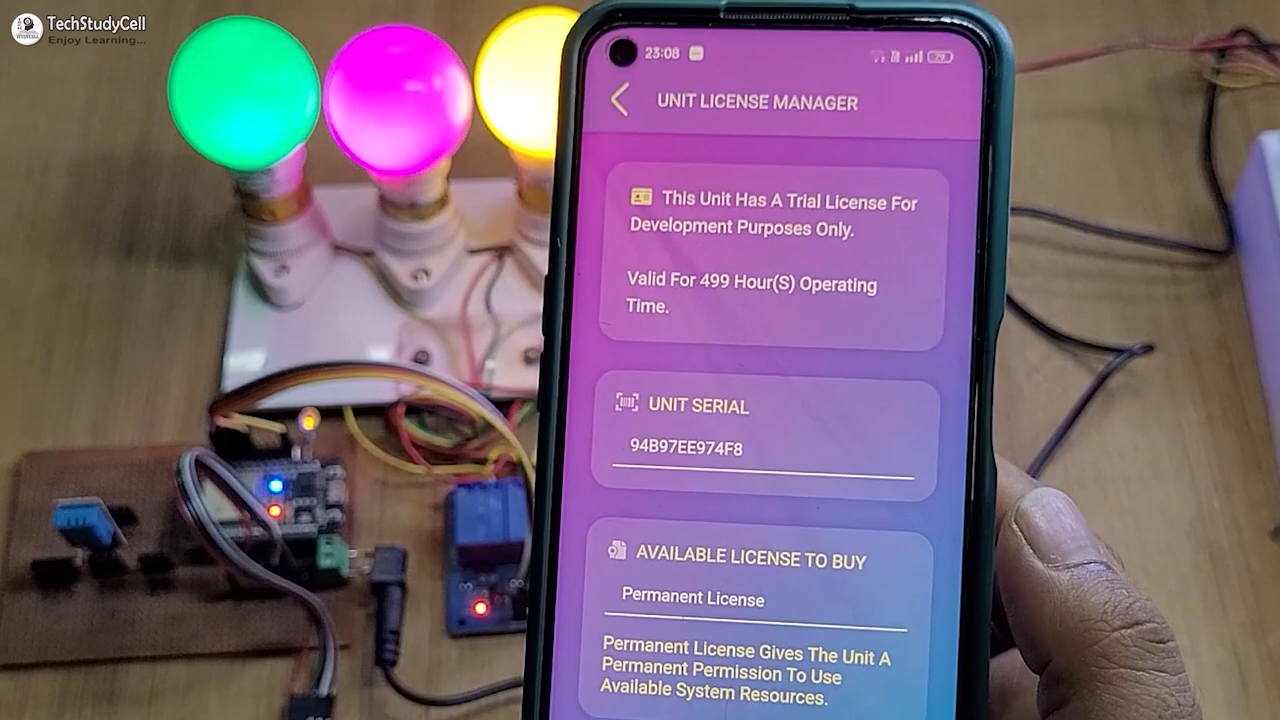 TechStudyCell
Enjoy Learning...
23:08
79
UNIT LICENSE MANAGER
This Unit Has A Trial License For
Development Purposes Only.
Valid For 499 Hour(S) Operating
Time.
UNIT SERIAL
94B97EE974F8
AVAILABLE LICENSE TO BUY
Permanent License
Permanent License Gives The Unit A
Permanent Permission To Use
Available System Resources.